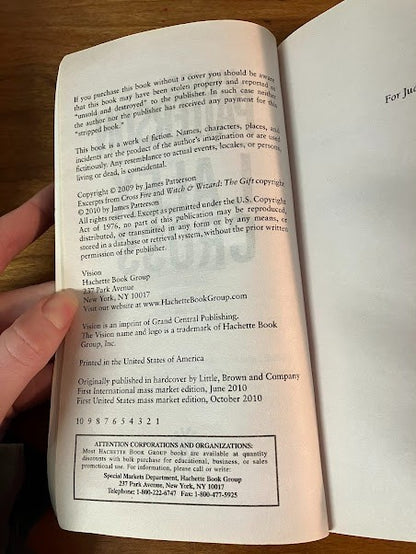 If you purchase this book without a cover you should be aware
that this book may have been stolen property and reported as
"unsold and destroyed" to the publisher. In such case neither
the author nor the publisher has received any payment for this
"stripped book."
This book is a work of fiction. Names, characters, places, and
incidents are the product of the author's imagination or are used
fictitiously. Any resemblance to actual events, locales, or persons,
living or dead, is coincidental.
Copyright © 2009 by James Patterson
Excerpts from Cross Fire and Witch & Wizard: The Gift copyright
© 2010 by James Patterson
All rights reserved. Except as permitted under the U.S. Copyright
Act of 1976, no part of this publication may be reproduced,
distributed, or transmitted in any form or by any means, or
stored in a database or retrieval system, without the prior written
permission of the publisher.
Vision
Hachette Book Group
237 Park Avenue
New York, NY 10017
Visit our website at www.HachetteBookGroup.com
Vision is an imprint of Grand Central Publishing.
The Vision name and logo is a trademark of Hachette Book
Group, Inc.
Printed in the United States of America
Originally published in hardcover by Little, Brown and Company
First International mass market edition, June 2010
First United States mass market edition, October 2010
10 9 8 7 6 5 4 3 2 1
ATTENTION CORPORATIONS AND ORGANIZATIONS:
Most HACHETTE BOOK GROUP books are available at quantity
discounts with bulk purchase for educational, business, or sales
promotional use. For information, please call or write:
Special Markets Department, Hachette Book Group
237 Park Avenue, New York, NY 10017
Telephone: 1-800-222-6747 Fax: 1-800-477-5925
For